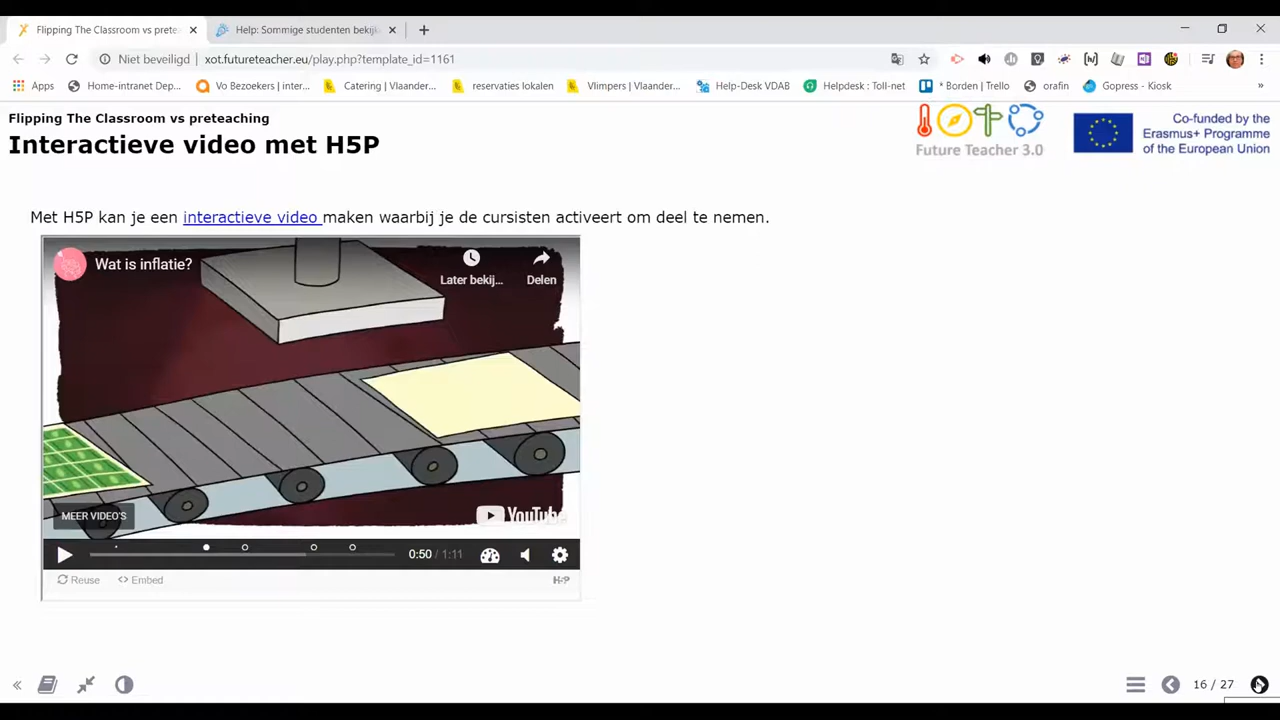 Flipping The Classroom vs prete
Help: Sommige studenten bekijk
Niet beveiligd
xot.futureteacher.eu/play.php?template_id=1161
Apps
Home-intranet Dep...
Vo Bezoekers | inter...
Catering | Vlaander...
reservaties lokalen
Vlimpers | Vlaander...
Help-Desk VDAB
Helpdesk : Toll-net
* Borden | Trello
orafin
Gopress - Kiosk
Flipping The Classroom vs preteaching
Interactieve video met H5P
Future Teacher 3.0
Co-funded by the
Erasmus+ Programme
of the European Union
Met H5P kan je een interactieve video maken waarbij je de cursisten activeert om deel te nemen.
Wat is inflatie?
Later bekij...
Delen
MEER VIDEO'S
YouTube
0:50 / 1:11
Reuse
Embed
H5P
16 / 27